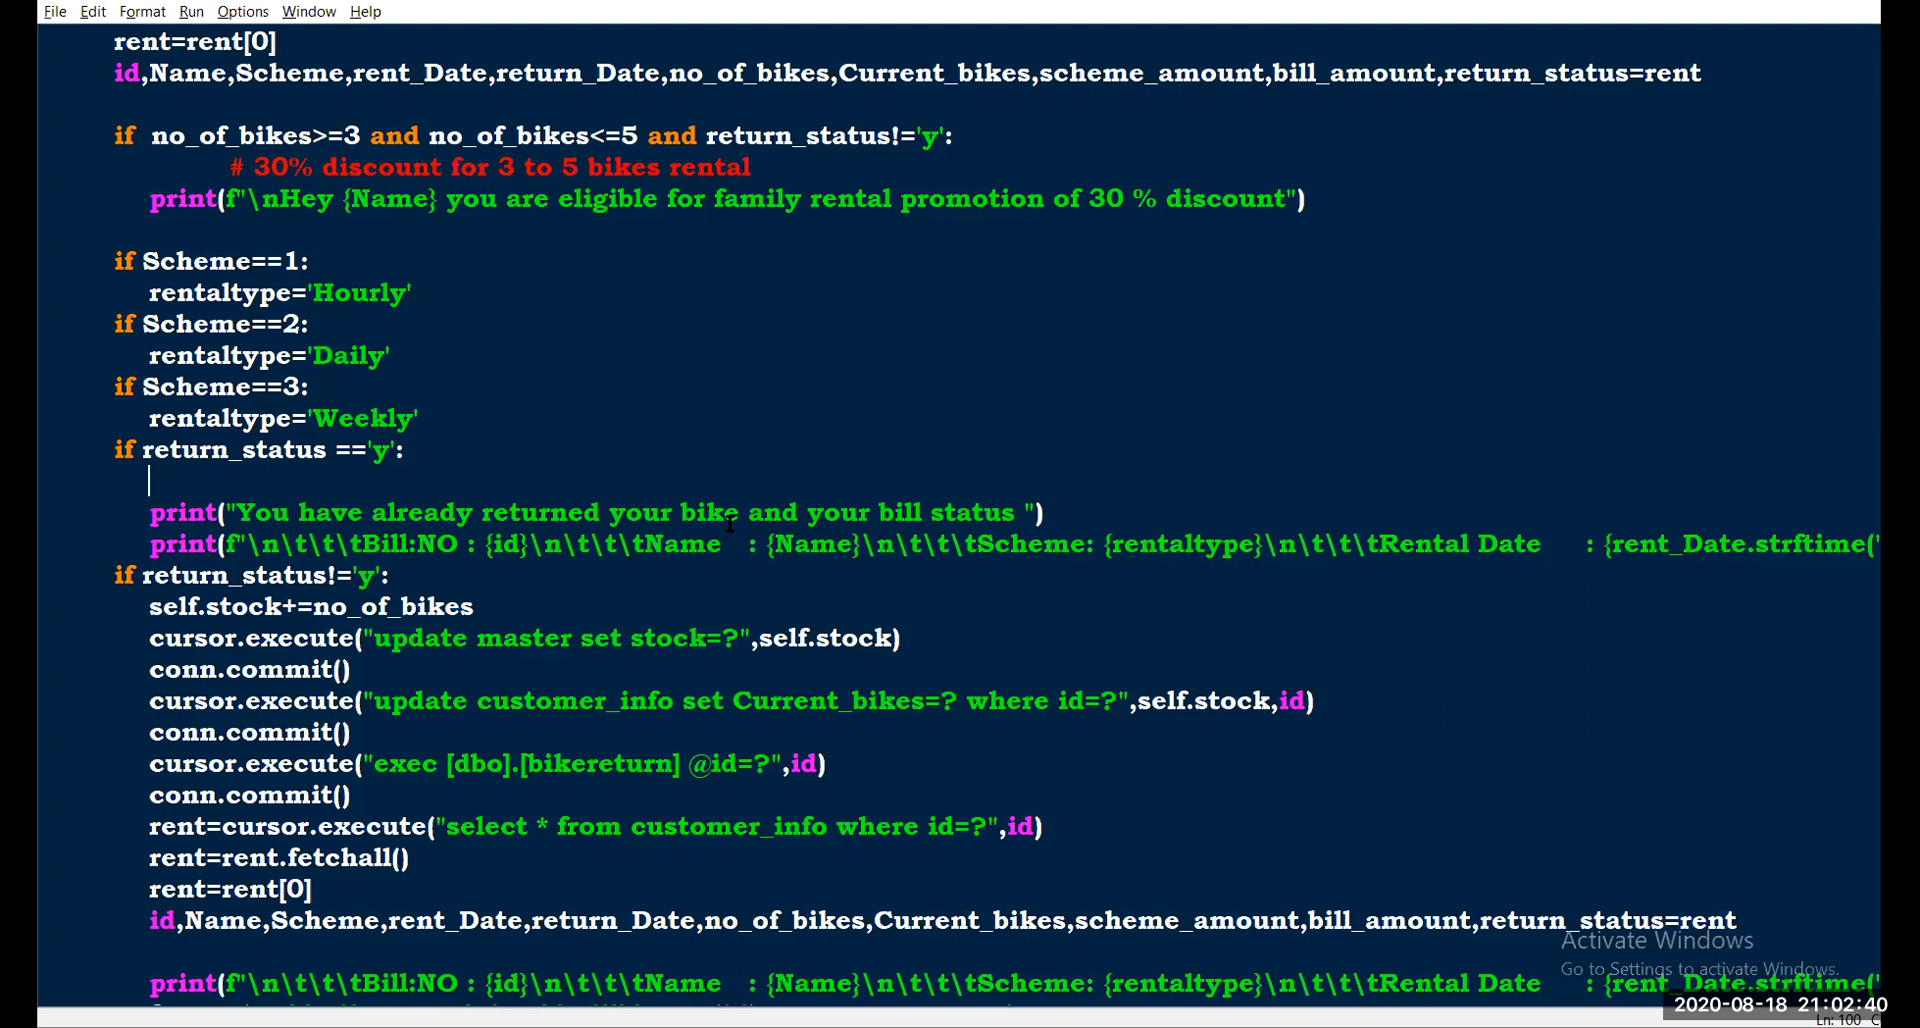 File Edit Format Run Options Window Help
rent=rent[0]
id,Name,Scheme,rent_Date,return_Date,no_of_bikes,Current_bikes,scheme_amount,bill_amount,return_status=rent
if no_of_bikes>=3 and no_of_bikes<=5 and return_status!='y':
# 30% discount for 3 to 5 bikes rental
print(f"\nHey {Name} you are eligible for family rental promotion of 30 % discount")
if Scheme==1:
rentaltype='Hourly'
if Scheme==2:
rentaltype='Daily'
if Scheme==3:
rentaltype='Weekly'
if return_status =='y':
print("You have already returned your bike and your bill status ")
print(f"\n\t\t\tBill:NO : {id}\n\t\t\tName   : {Name}\n\t\t\tScheme: {rentaltype}\n\t\t\tRental Date     : {rent_Date.strftime('
if return_status!='y':
self.stock+=no_of_bikes
cursor.execute("update master set stock=?",self.stock)
conn.commit()
cursor.execute("update customer_info set Current_bikes=? where id=?",self.stock,id)
conn.commit()
cursor.execute("exec [dbo].[bikereturn] @id=?",id)
conn.commit()
rent=cursor.execute("select * from customer_info where id=?",id)
rent=rent.fetchall()
rent=rent[0]
id,Name,Scheme,rent_Date,return_Date,no_of_bikes,Current_bikes,scheme_amount,bill_amount,return_status=rent
Activate Windows
Go to Settings to activate Windows.
print(f"\n\t\t\tBill:NO : {id}\n\t\t\tName   : {Name}\n\t\t\tScheme: {rentaltype}\n\t\t\tRental Date     : {rent_Date.strftime('
2020-08-18 21:02:40
Ln: 100